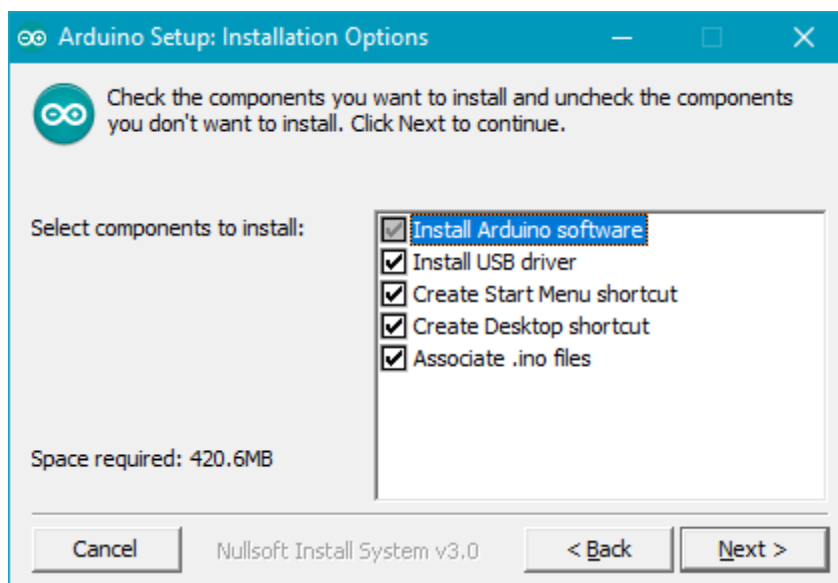 Arduino Setup: Installation Options
Check the components you want to install and uncheck the components
you don't want to install. Click Next to continue.
Select components to install:
Install Arduino software
Install USB driver
Create Start Menu shortcut
Create Desktop shortcut
Associate .ino files
Space required: 420.6MB
Cancel
Nullsoft Install System v3.0
< Back
Next >